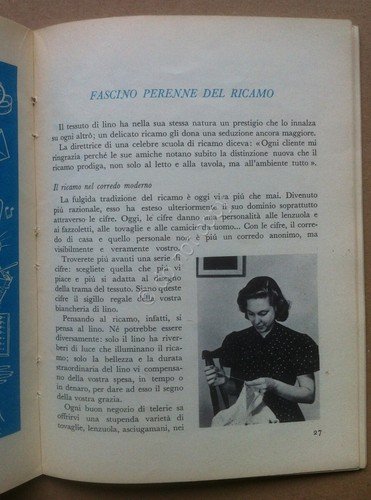 FASCINO PERENNE DEL RICAMO
Il tessuto di lino ha nella sua stessa natura un prestigio che lo innalza
su ogni altro; un delicato ricamo gli dona una seduzione ancora maggiore.
La direttrice di una celebre scuola di ricamo diceva: «Ogni cliente mi
ringrazia perché le sue amiche notano subito la distinzione nuova che il
ricamo prodiga, non solo al letto e alla tavola, ma all'ambiente tutto».
Il ricamo nel corredo moderno
La fulgida tradizione del ricamo è oggi viva più che mai. Divenuto
più razionale, esso ha esteso ulteriormente il suo dominio soprattutto
attraverso le cifre. Oggi, le cifre danno una personalità alle lenzuola e
ai fazzoletti, alle tovaglie e alle camicie da uomo... Con le cifre, il corredo
di casa e quello personale non è più un corredo anonimo, ma
visibilmente e veramente vostro.
Troverete più avanti una serie di
cifre: scegliete quella che più vi
piace e più si adatta al disegno
della trama del tessuto. Siano queste
cifre il sigillo regale della vostra
biancheria di lino.
Pensando al ricamo, infatti, si
pensa al lino. Né potrebbe essere
diversamente: solo il lino ha riverberi
di luce che illuminano il ricamo;
solo la bellezza e la durata
straordinaria del lino vi compensano
della vostra spesa, in tempo o
in denaro, per dare ad esso il segno
della vostra grazia.
Ogni buon negozio di telerie sa
offrirvi una stupenda varietà di
tovaglie, lenzuola, asciugamani, nei
27